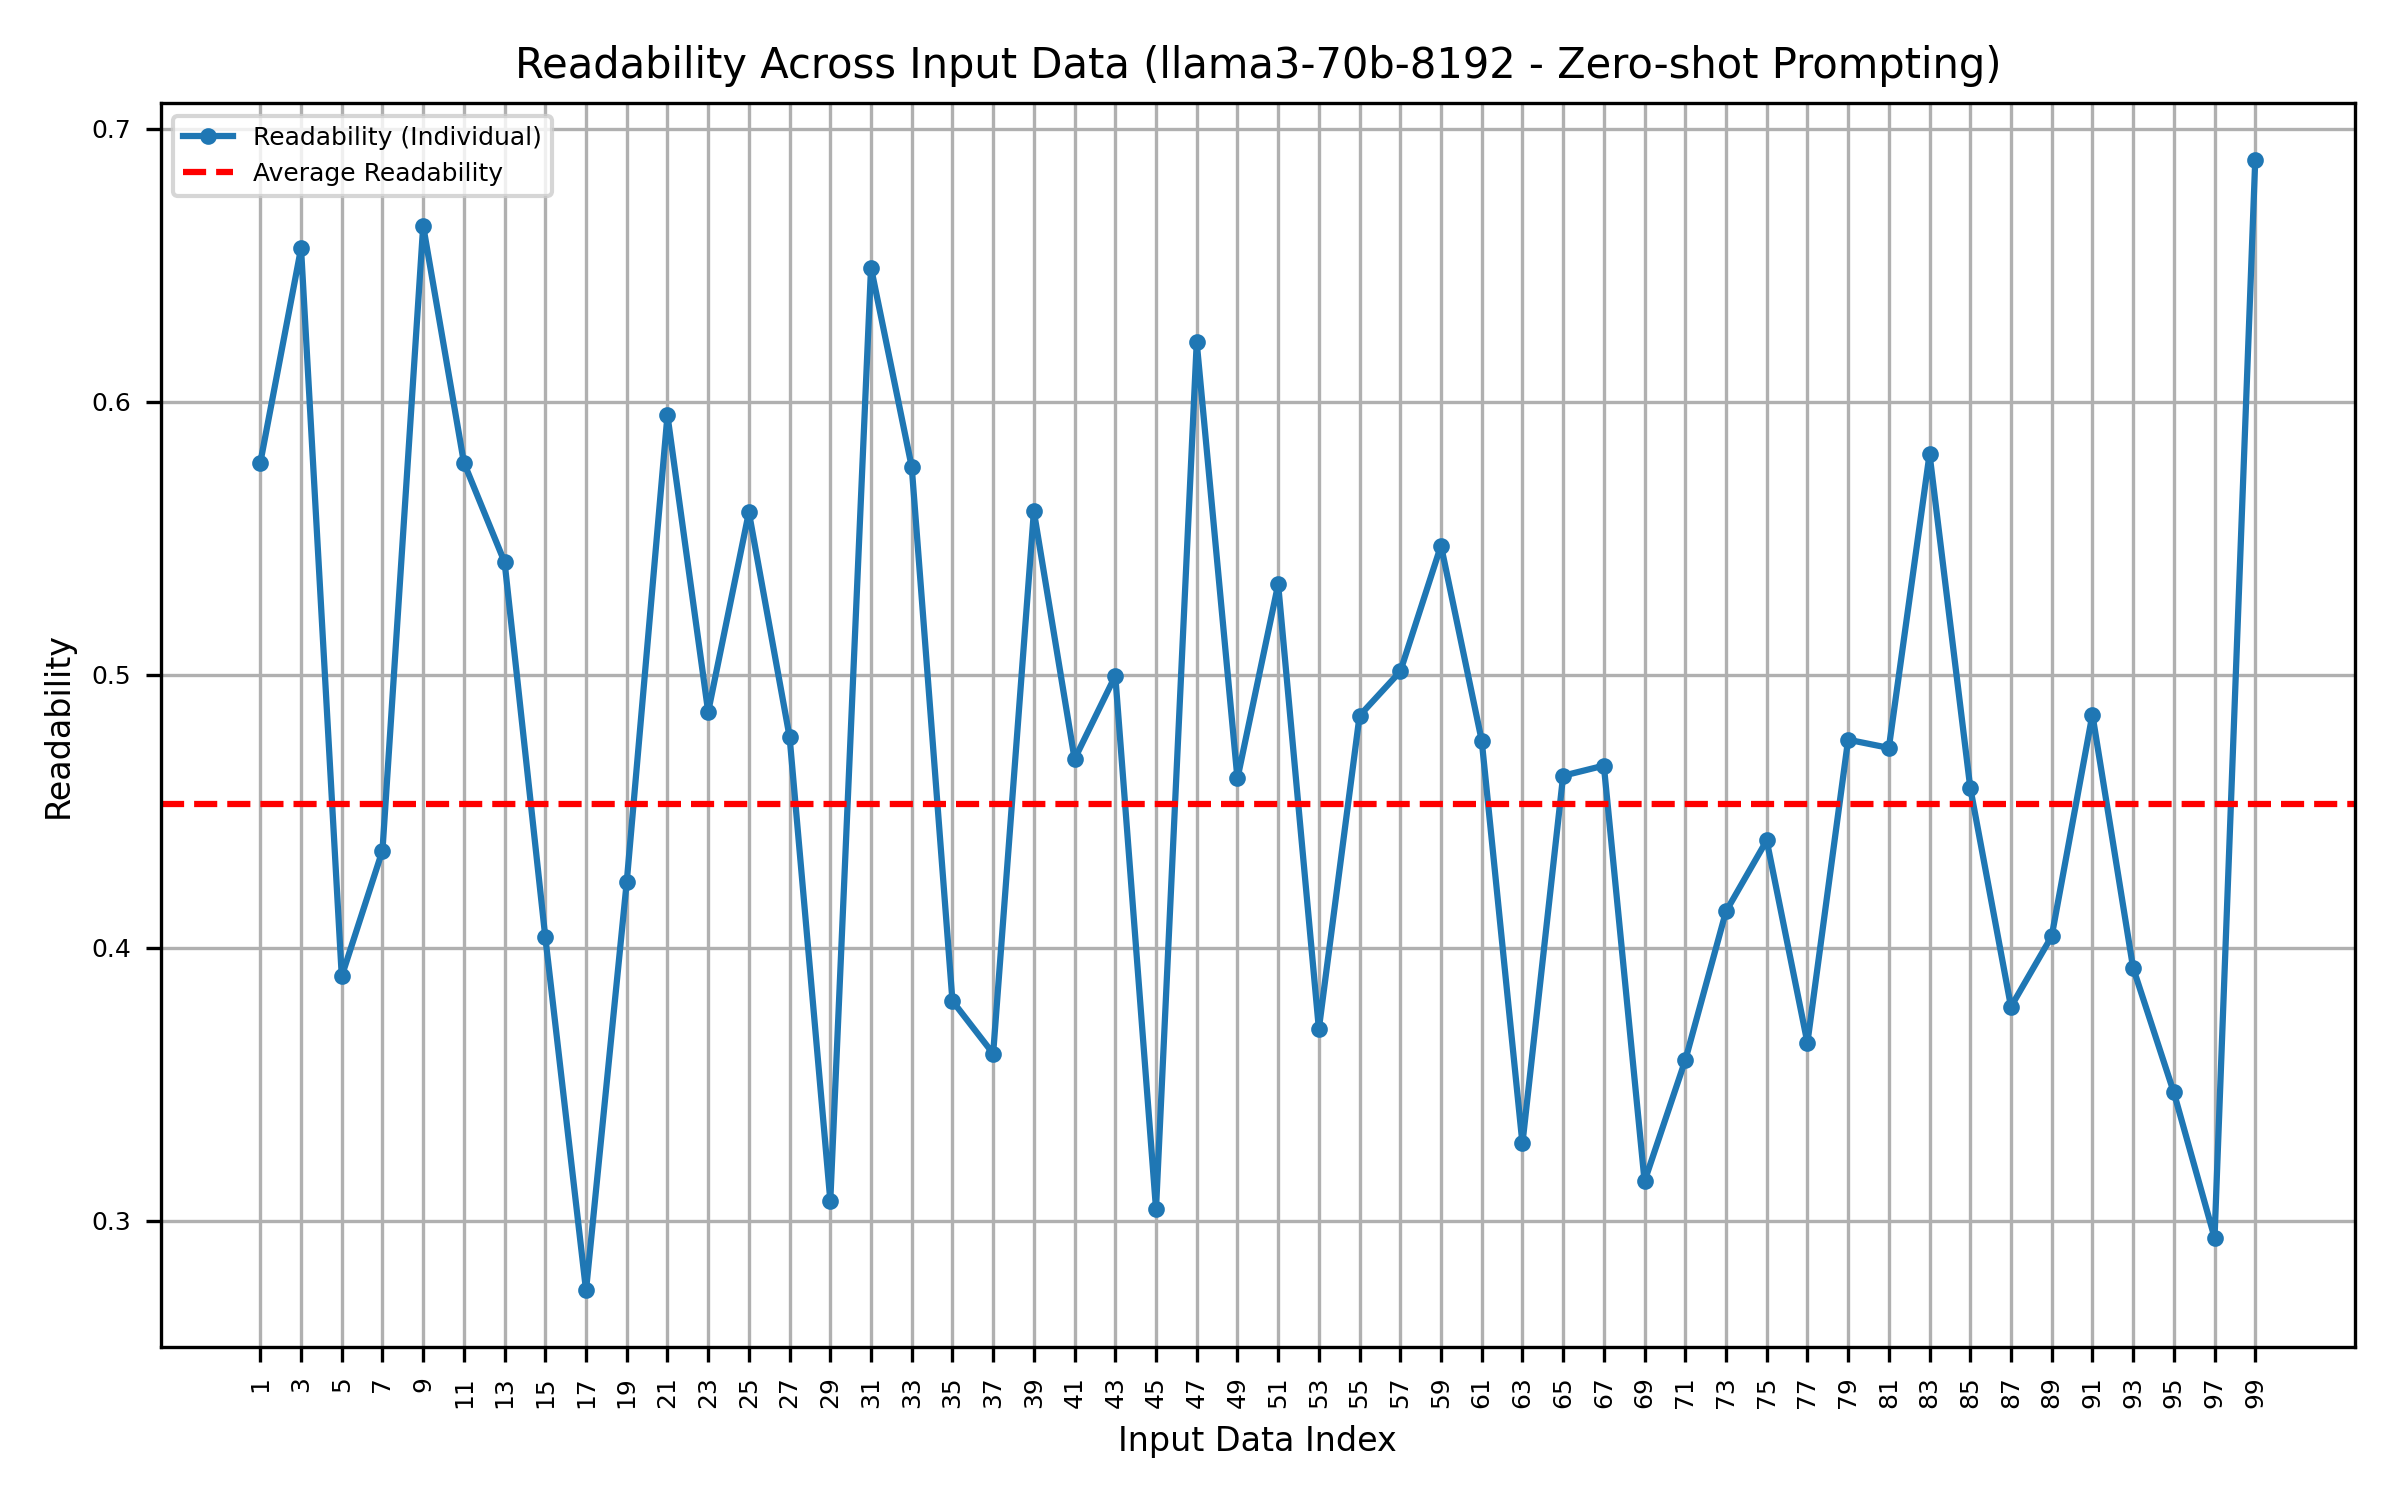 Readability Across Input Data (llama3-70b-8192 - Zero-shot Prompting)
Readability (Individual)
Average Readability
Readability
0.7
0.6
0.5
0.4
0.3
1 3 5 7 9 11 13 15 17 19 21 23 25 27 29 31 33 35 37 39 41 43 45 47 49 51 53 55 57 59 61 63 65 67 69 71 73 75 77 79 81 83 85 87 89 91 93 95 97 99
Input Data Index